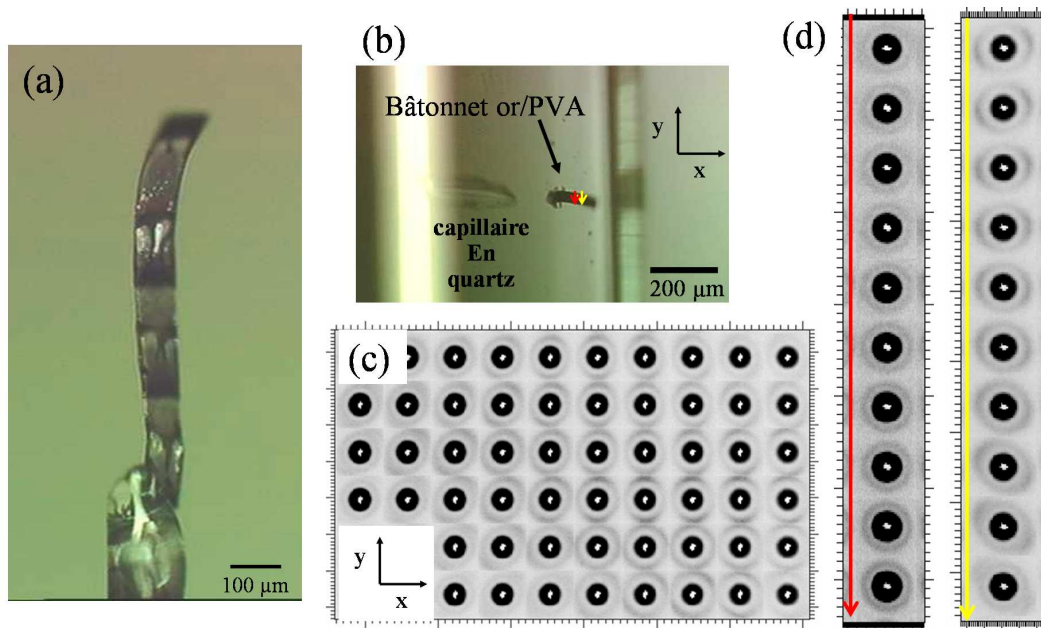 (a)
100 µm
(b)
Bâtonnet or/PVA
y
x
capillaire
En
quartz
200 µm
(c)
y
x
(d)